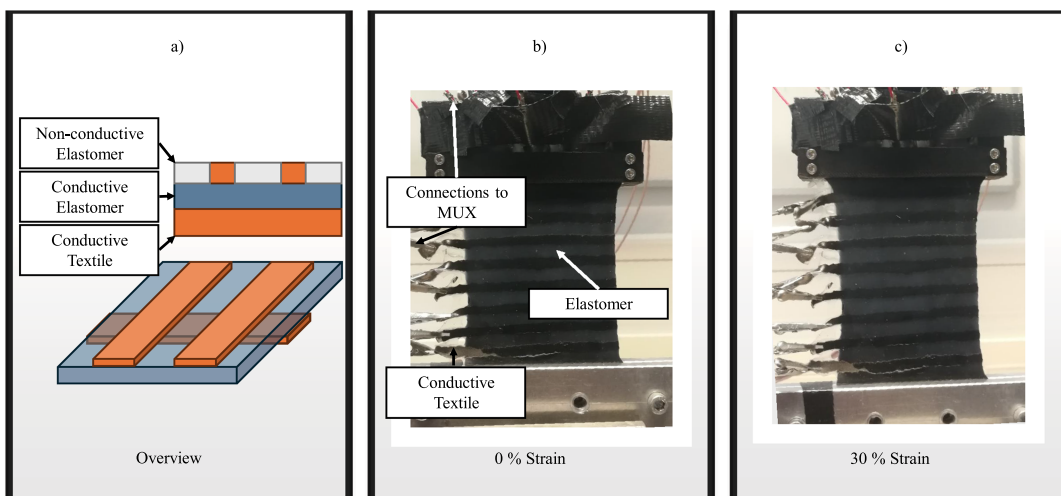 a)
Non-conductive
Elastomer
Conductive
Elastomer
Conductive
Textile
Overview
b)
Connections to
MUX
Elastomer
Conductive
Textile
0 % Strain
c)
30 % Strain